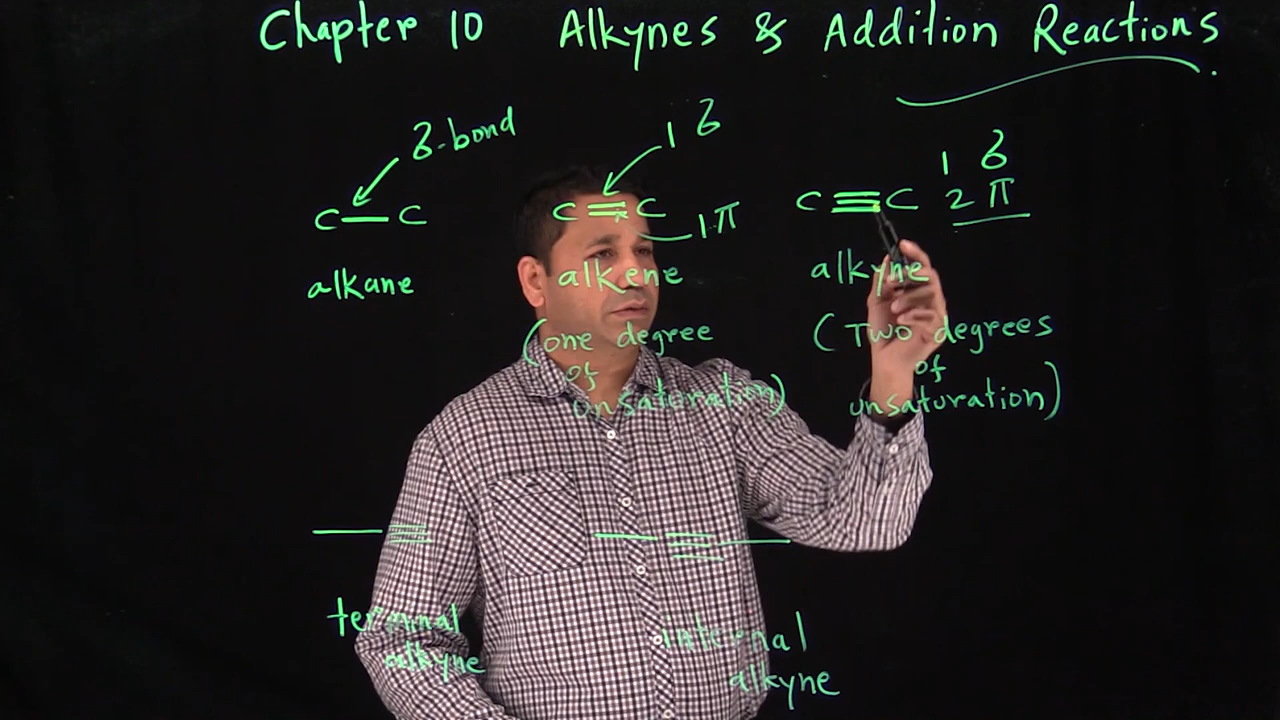 Chapter 10 Alkynes & Addition Reactions
δ-bond
1 δ
1 δ
C—C
C=C
C≡C
2 π
1π
alkane
alkene
alkyne
(one degree
of
unsaturation)
(Two degrees
of
unsaturation)
terminal
alkyne
internal
alkyne